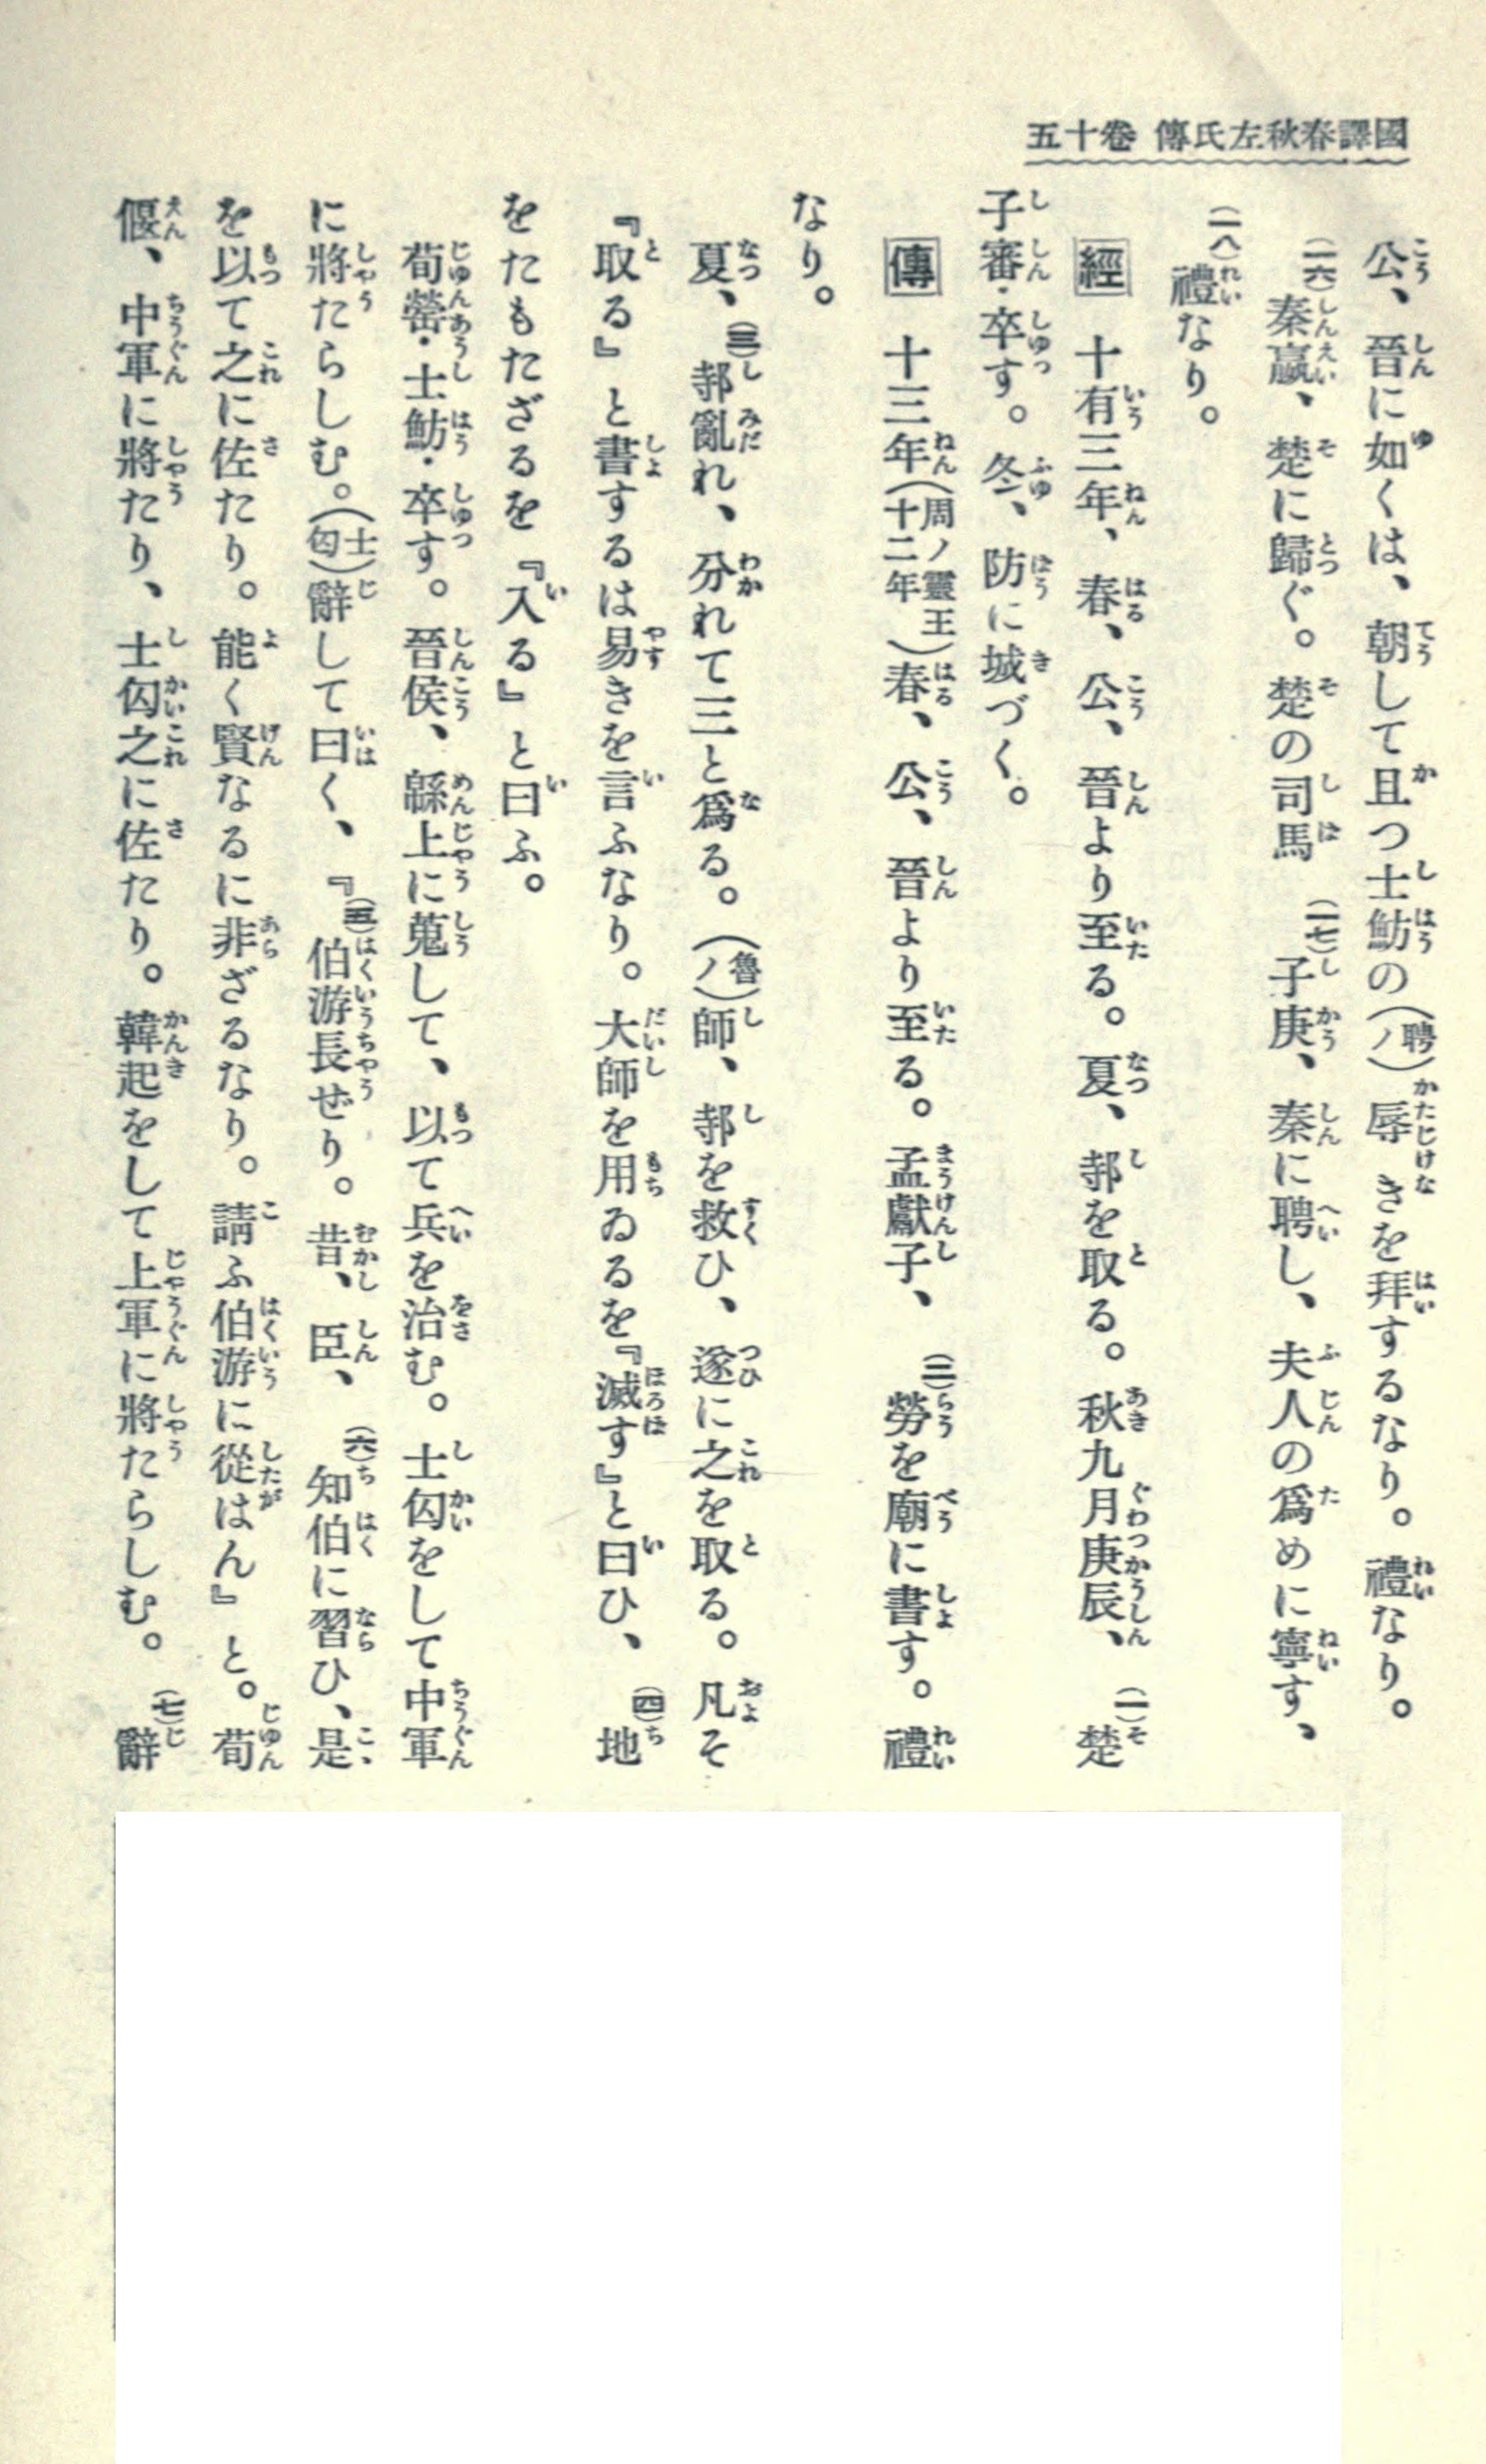 國譯春秋左氏傳 卷十五
公、晉に如くは、朝して且つ士魴の(聘ノ)辱きを拜するなり。禮なり。
(一六)秦嬴、楚に歸ぐ。楚の司馬(一七)子庚、秦に聘し、夫人の爲めに寧す、
(一八)禮なり。
經 十有三年、春、公、晉より至る。夏、邿を取る。秋九月庚辰、(一)楚
子審・卒す。冬、防に城づく。
傳 十三年(周ノ靈王十二年)春、公、晉より至る。孟獻子、(二)勞を廟に書す。禮
なり。
夏、(三)邿亂れ、分れて三と爲る。(魯ノ)師、邿を救ひ、遂に之を取る。凡そ
『取る』と書するは易きを言ふなり。大師を用ゐるを『滅す』と曰ひ、(四)地
をたもたざるを『入る』と曰ふ。
荀罃・士魴・卒す。晉侯、緜上に蒐して、以て兵を治む。士匄をして中軍
に將たらしむ。(士匄)辭して曰く、『(五)伯游長ぜり。昔、臣、(六)知伯に習ひ、是
を以て之に佐たり。能く賢なるに非ざるなり。請ふ伯游に從はん』と。荀
偃、中軍に將たり、士匄之に佐たり。韓起をして上軍に將たらしむ。(七)辭